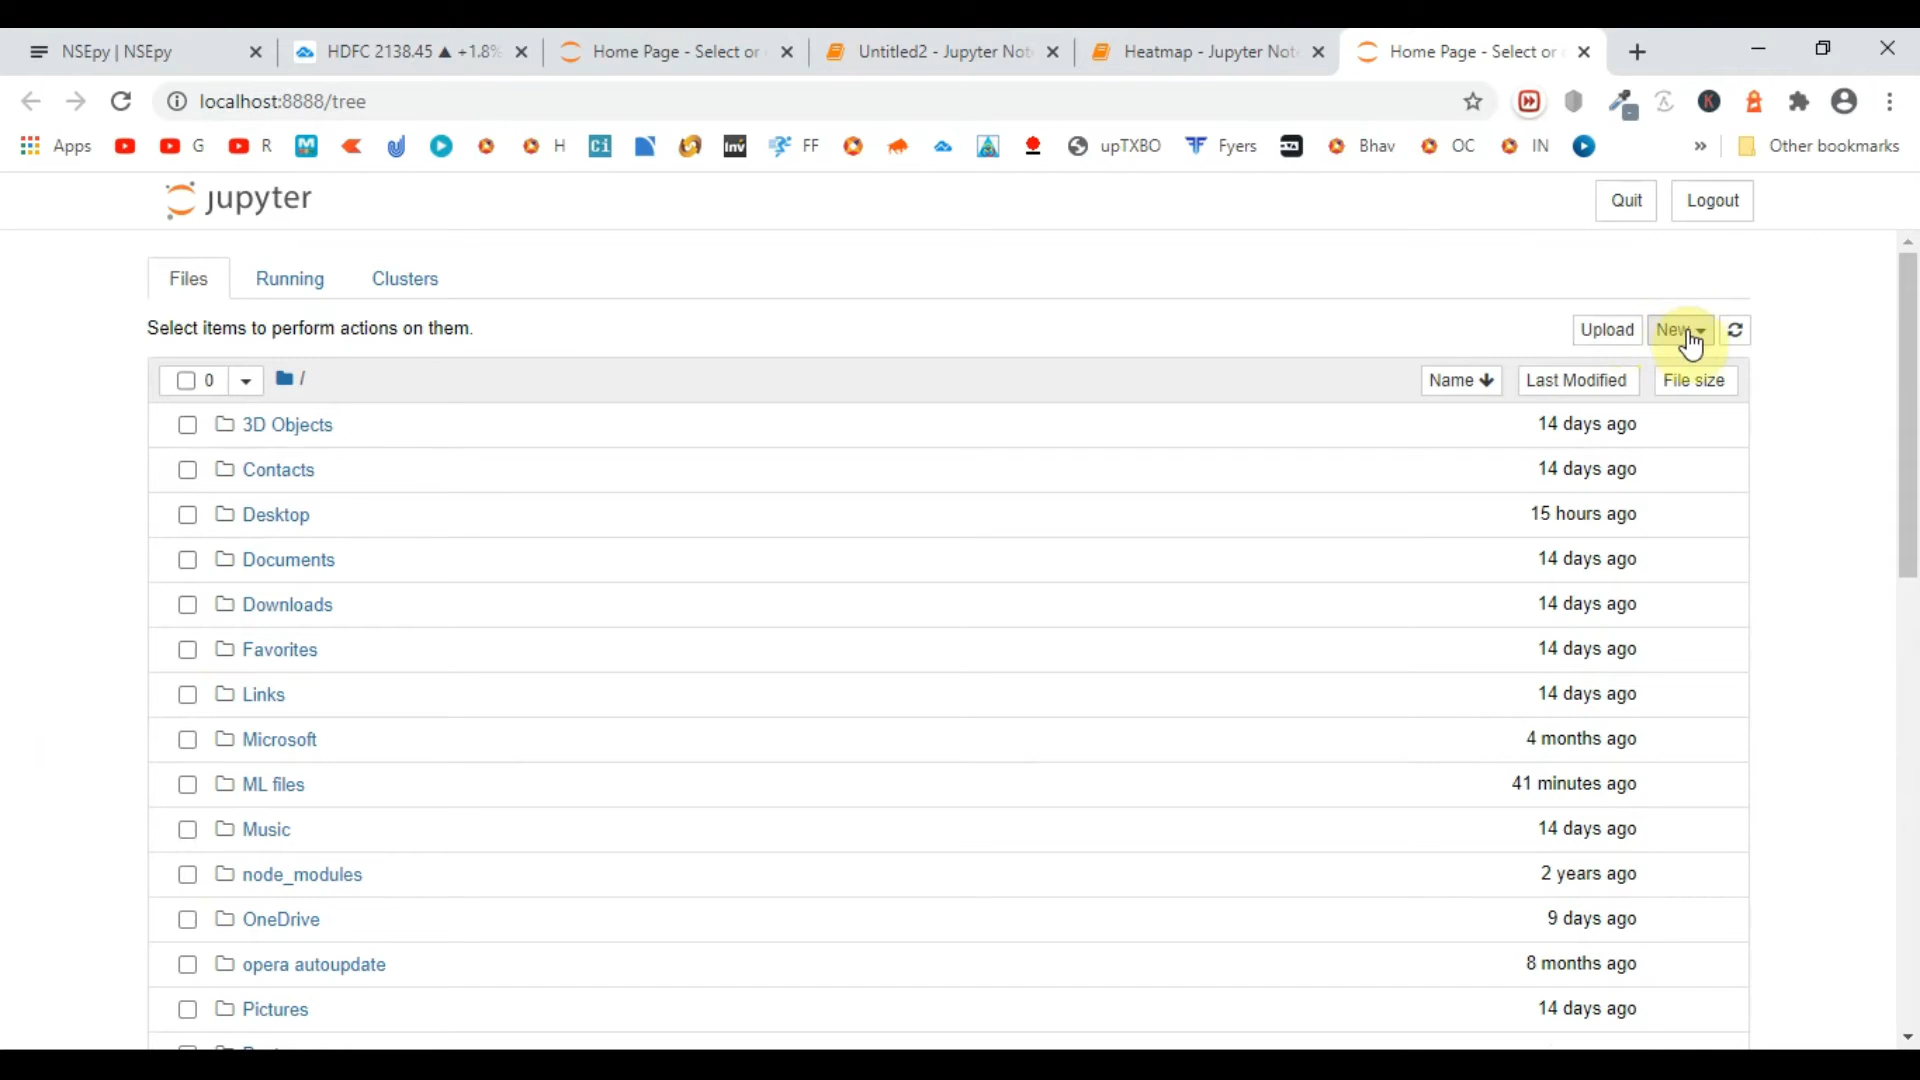 NSEpy | NSEpy
HDFC 2138.45 ▲ +1.8%
Home Page - Select or
Untitled2 - Jupyter Not
Heatmap - Jupyter Not
Home Page - Select or
localhost:8888/tree
Apps
G
R
H
Ci
Inv
FF
upTXBO
Fyers
Bhav
OC
IN
»
Other bookmarks
jupyter
Quit
Logout
Files
Running
Clusters
Select items to perform actions on them.
Upload
New
0
/
Name
Last Modified
File size
3D Objects 14 days ago
Contacts 14 days ago
Desktop 15 hours ago
Documents 14 days ago
Downloads 14 days ago
Favorites 14 days ago
Links 14 days ago
Microsoft 4 months ago
ML files 41 minutes ago
Music 14 days ago
node_modules 2 years ago
OneDrive 9 days ago
opera autoupdate 8 months ago
Pictures 14 days ago